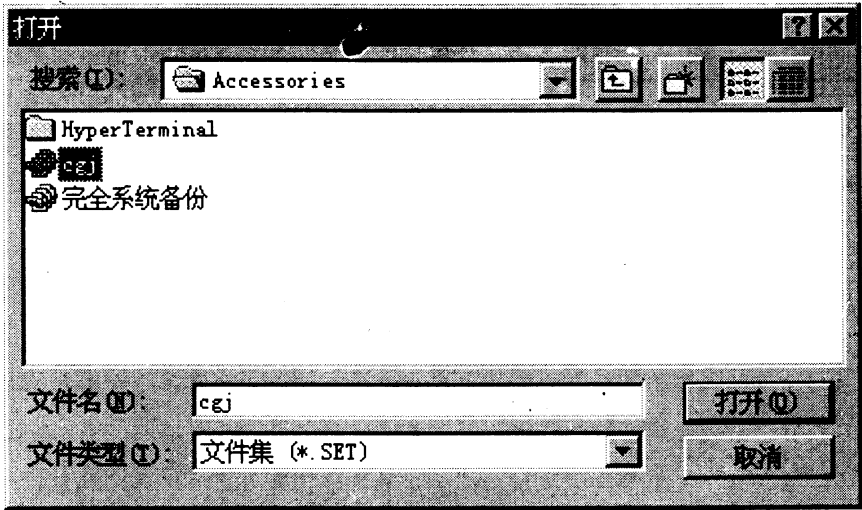 打开
搜索(I): Accessories
HyperTerminal
cgj
完全系统备份
文件名(N): cgj 打开(O)
文件类型(T): 文件集 (*.SET) 取消